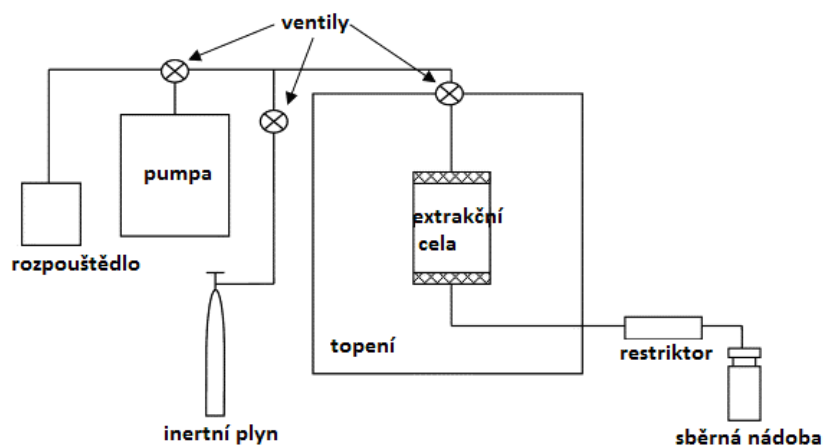 ventily
pumpa
extrakční
cela
rozpouštědlo
topení
restriktor
inertní plyn
sběrná nádoba